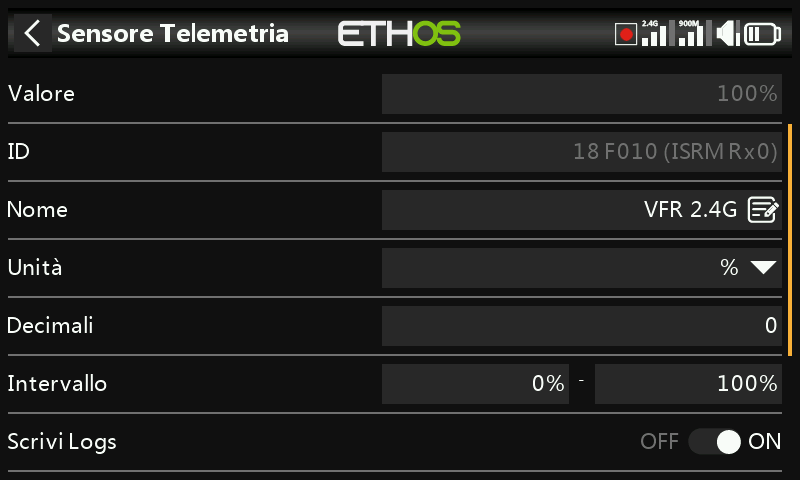 Sensore Telemetria ETHOS 2.4G 900M
Valore 100%
ID 18 F010 (ISRM Rx0)
Nome VFR 2.4G
Unità %
Decimali 0
Intervallo 0% - 100%
Scrivi Logs OFF ON